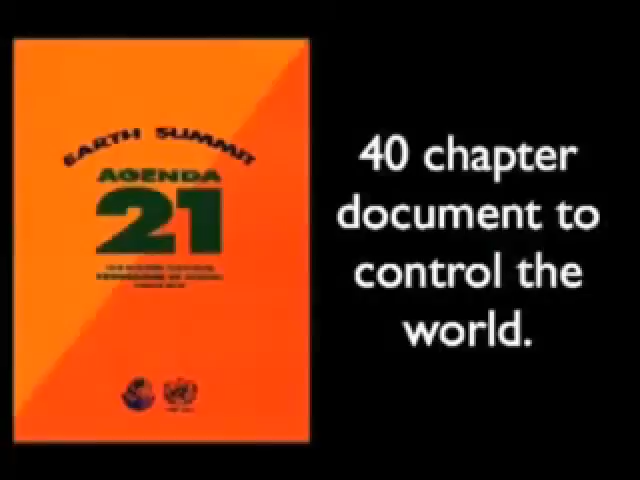 EARTH SUMMIT
AGENDA
21
40 chapter
document to
control the
world.